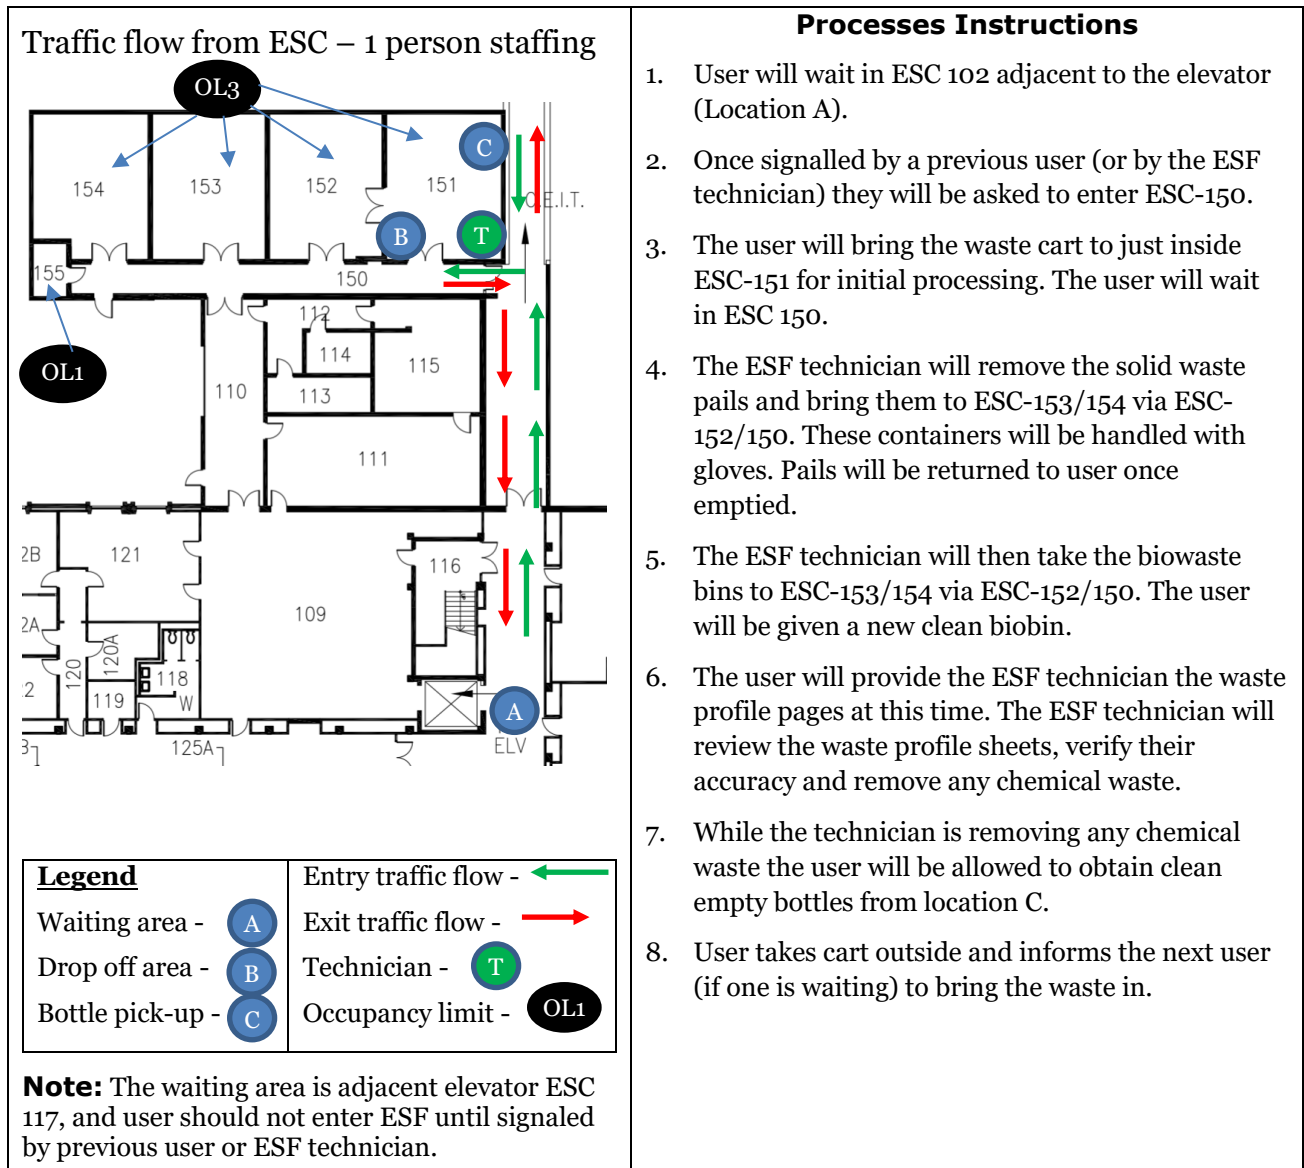 Traffic flow from ESC – 1 person staffing
OL3
C
154
153
152
151
O.E.I.T.
B
T
155
150
112
114
115
OL1
110
113
111
2B
121
116
109
2A
120
120A
118
22
119
W
A
125A
ELV
Legend
Waiting area - A
Drop off area - B
Bottle pick-up - C
Entry traffic flow -
Exit traffic flow -
Technician - T
Occupancy limit - OL1
Note: The waiting area is adjacent elevator ESC
117, and user should not enter ESF until signaled
by previous user or ESF technician.
Processes Instructions
1. User will wait in ESC 102 adjacent to the elevator
(Location A).
2. Once signalled by a previous user (or by the ESF
technician) they will be asked to enter ESC-150.
3. The user will bring the waste cart to just inside
ESC-151 for initial processing. The user will wait
in ESC 150.
4. The ESF technician will remove the solid waste
pails and bring them to ESC-153/154 via ESC-
152/150. These containers will be handled with
gloves. Pails will be returned to user once
emptied.
5. The ESF technician will then take the biowaste
bins to ESC-153/154 via ESC-152/150. The user
will be given a new clean biobin.
6. The user will provide the ESF technician the waste
profile pages at this time. The ESF technician will
review the waste profile sheets, verify their
accuracy and remove any chemical waste.
7. While the technician is removing any chemical
waste the user will be allowed to obtain clean
empty bottles from location C.
8. User takes cart outside and informs the next user
(if one is waiting) to bring the waste in.